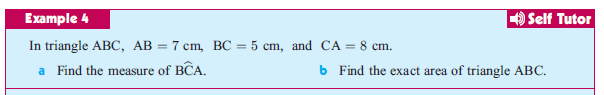 Example 4 Self Tutor
In triangle ABC, AB = 7 cm, BC = 5 cm, and CA = 8 cm.
a Find the measure of BĈA. b Find the exact area of triangle ABC.